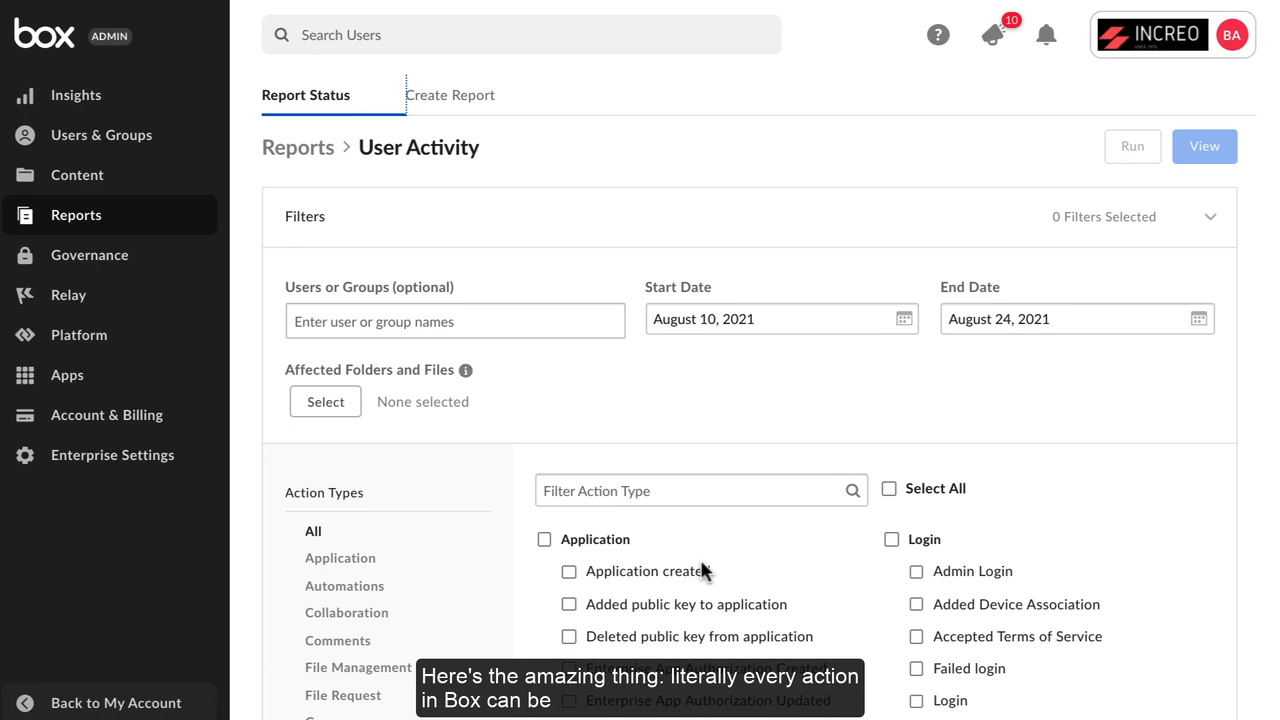 box ADMIN
Search Users
10
INCREO
BA
Insights
Users & Groups
Content
Reports
Governance
Relay
Platform
Apps
Account & Billing
Enterprise Settings
Back to My Account
Report Status
Create Report
Reports > User Activity
Run
View
Filters
0 Filters Selected
Users or Groups (optional)
Enter user or group names
Start Date
August 10, 2021
End Date
August 24, 2021
Affected Folders and Files
Select
None selected
Action Types
All
Application
Automations
Collaboration
Comments
File Management
File Request
Filter Action Type
Select All
Application
Application create
Added public key to application
Deleted public key from application
Enterprise App Authorization Created
Enterprise App Authorization Updated
Login
Admin Login
Added Device Association
Accepted Terms of Service
Failed login
Login
Here's the amazing thing: literally every action
in Box can be